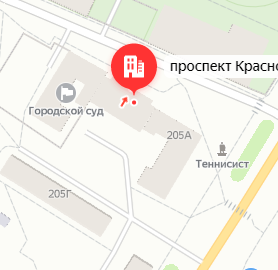 проспект Красно
Городской суд
205А
Теннисист
205Г